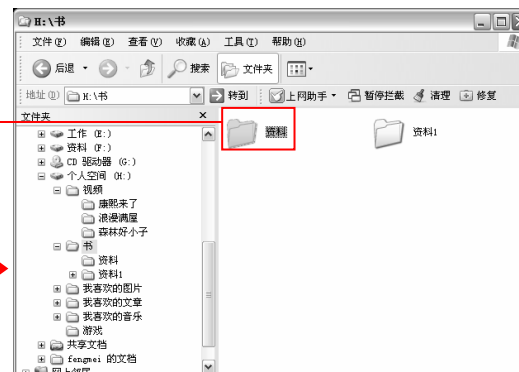 H:\书
文件(F) 编辑(E) 查看(V) 收藏(A) 工具(T) 帮助(H)
后退 搜索 文件夹
地址(D) H:\书 转到 上网助手 暂停拦截 清理 修复
文件夹 x
工作 (E:)
资料 (F:)
CD 驱动器 (G:)
个人空间 (H:)
视频
康熙来了
浪漫满屋
森林好小子
书
资料
资料1
我喜欢的图片
我喜欢的文章
我喜欢的音乐
游戏
共享文档
fengmei 的文档
网上邻居
资料 资料1